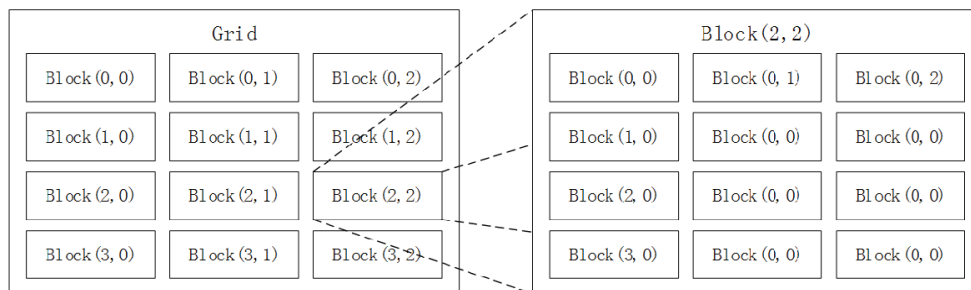 Grid
Block(0,0) Block(0,1) Block(0,2)
Block(1,0) Block(1,1) Block(1,2)
Block(2,0) Block(2,1) Block(2,2)
Block(3,0) Block(3,1) Block(3,2)
Block(2,2)
Block(0,0) Block(0,1) Block(0,2)
Block(1,0) Block(0,0) Block(0,0)
Block(2,0) Block(0,0) Block(0,0)
Block(3,0) Block(0,0) Block(0,0)